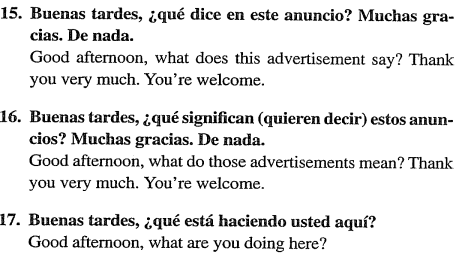 15. Buenas tardes, ¿qué dice en este anuncio? Muchas gra-
cias. De nada.
Good afternoon, what does this advertisement say? Thank
you very much. You're welcome.
16. Buenas tardes, ¿qué significan (quieren decir) estos anun-
cios? Muchas gracias. De nada.
Good afternoon, what do those advertisements mean? Thank
you very much. You're welcome.
17. Buenas tardes, ¿qué está haciendo usted aquí?
Good afternoon, what are you doing here?